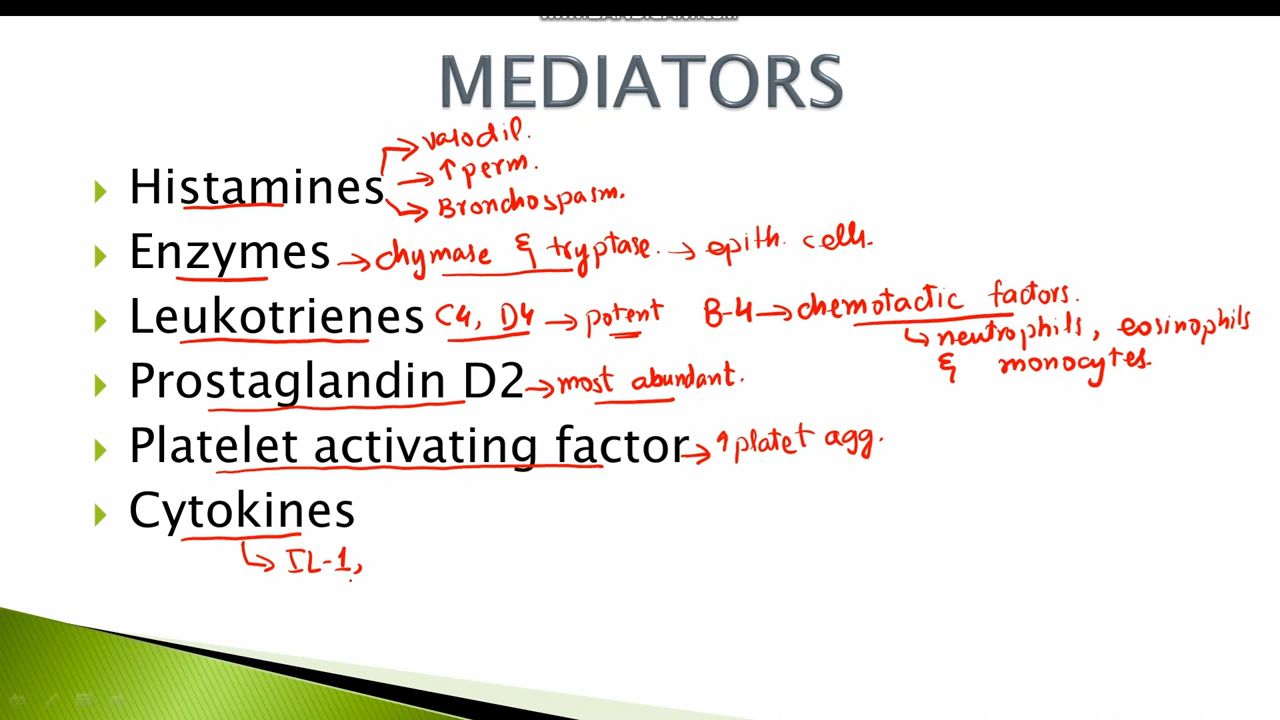 MEDIATORS
Histamines → vasodil.
→ ↑ perm.
→ Bronchospasm.
Enzymes → chymase & tryptase. → epith. cells.
Leukotrienes C4, D4 → potent B-4 → chemotactic factors.
↳ neutrophils, eosinophils
& monocytes.
Prostaglandin D2 → most abundant.
Platelet activating factor → ↑ platet agg.
Cytokines
↳ IL-1,